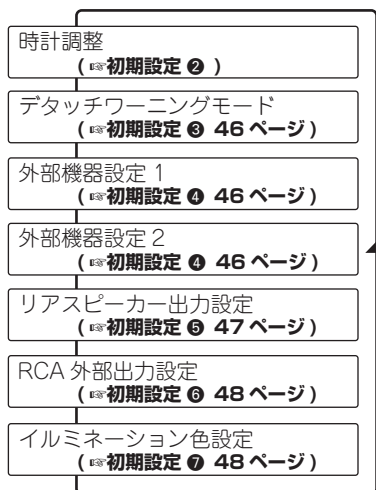 時計調整
(☞初期設定 ❷ )
デタッチワーニングモード
(☞初期設定 ❸ 46 ページ )
外部機器設定 1
(☞初期設定 ❹ 46 ページ )
外部機器設定 2
(☞初期設定 ❹ 46 ページ )
リアスピーカー出力設定
(☞初期設定 ❺ 47 ページ )
RCA 外部出力設定
(☞初期設定 ❻ 48 ページ )
イルミネーション色設定
(☞初期設定 ❼ 48 ページ )